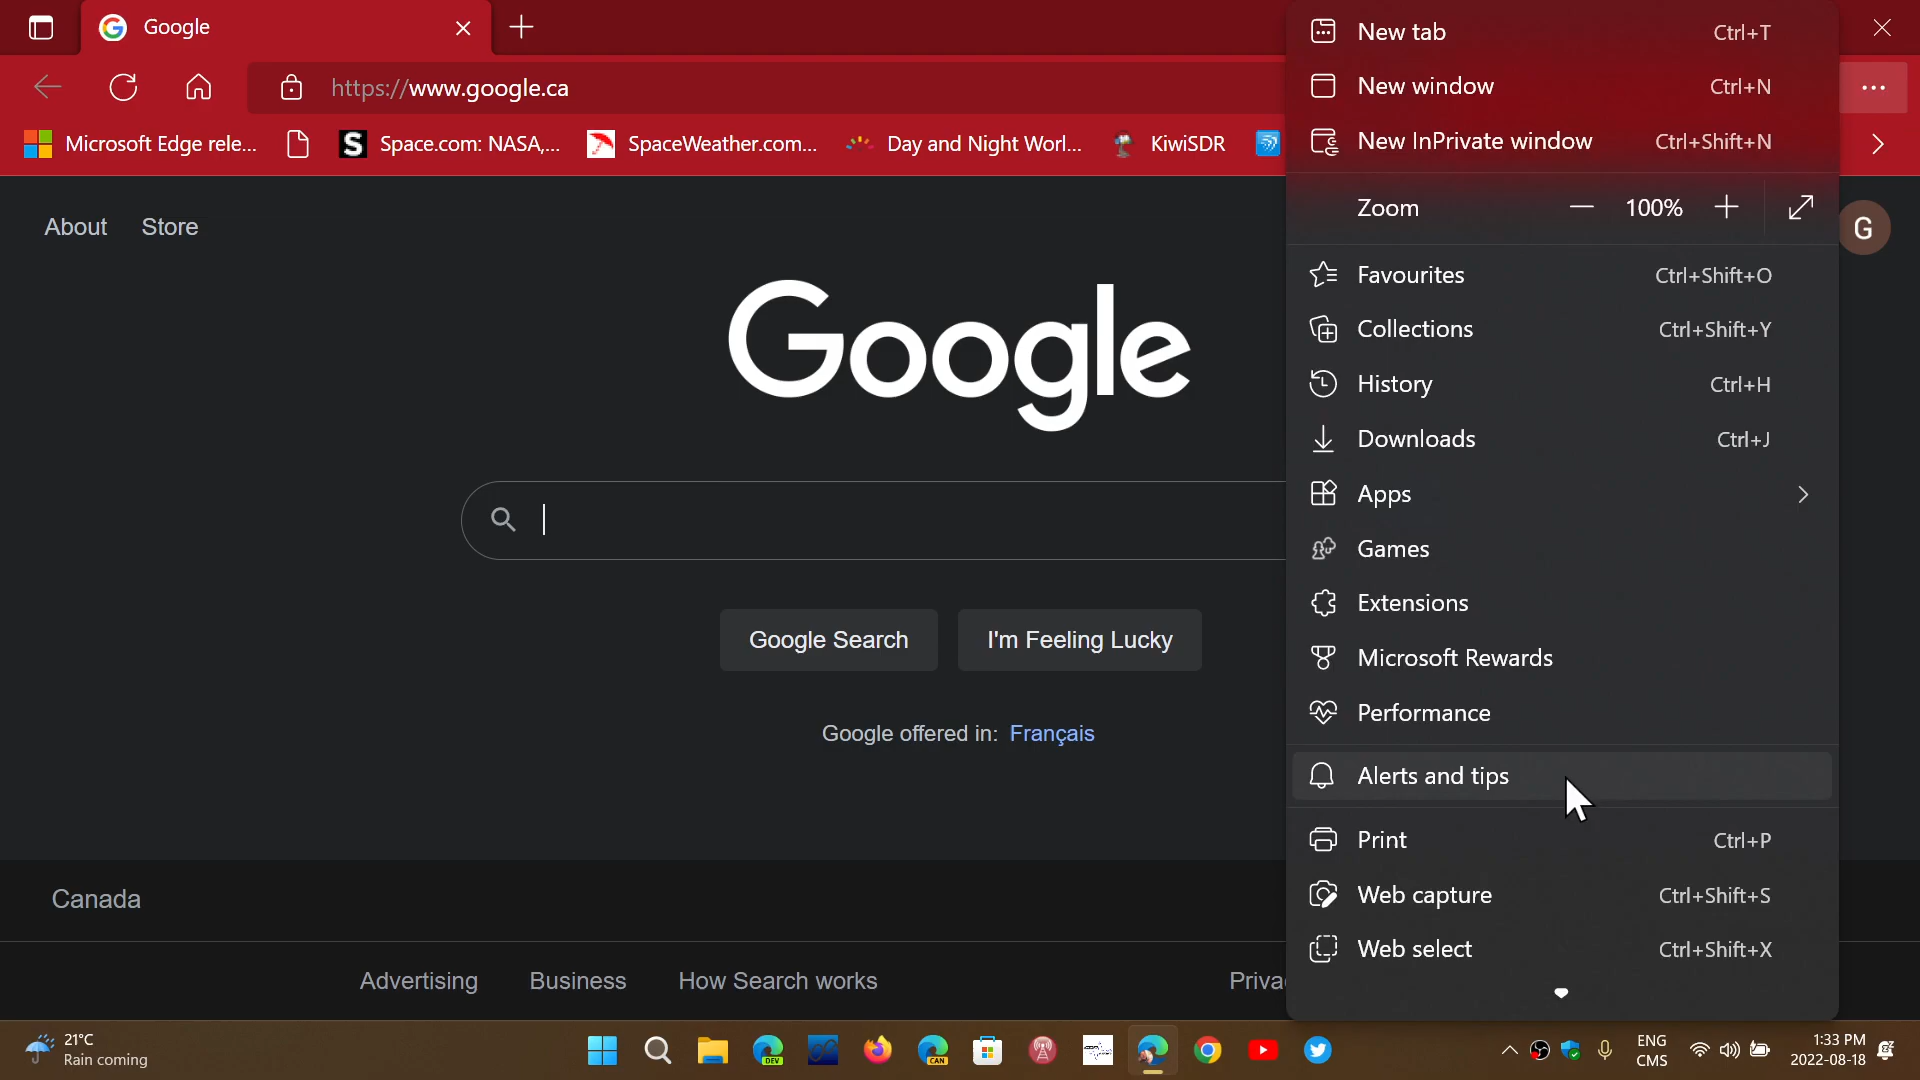 Google
https://www.google.ca
Microsoft Edge rele...
Space.com: NASA,...
SpaceWeather.com...
Day and Night Worl...
KiwiSDR
About
Store
G
Google
Google Search
I'm Feeling Lucky
Google offered in: Français
Canada
Advertising
Business
How Search works
Priva
New tab Ctrl+T
New window Ctrl+N
New InPrivate window Ctrl+Shift+N
Zoom — 100% +
Favourites Ctrl+Shift+O
Collections Ctrl+Shift+Y
History Ctrl+H
Downloads Ctrl+J
Apps
Games
Extensions
Microsoft Rewards
Performance
Alerts and tips
Print Ctrl+P
Web capture Ctrl+Shift+S
Web select Ctrl+Shift+X
21°C
Rain coming
DEV
CAN
ENG
CMS
1:33 PM
2022-08-18